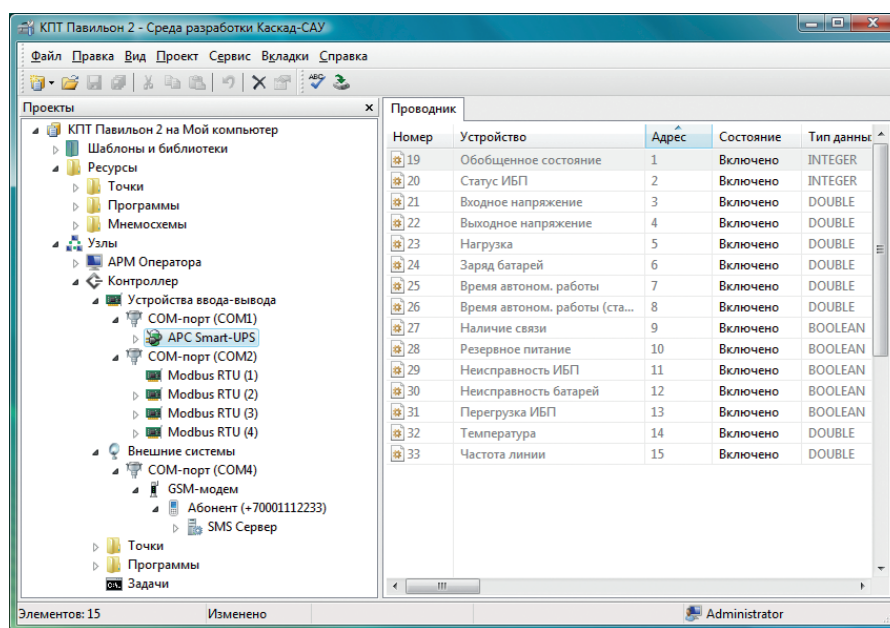 КПТ Павильон 2 - Среда разработки Каскад-САУ
Файл Правка Вид Проект Сервис Вкладки Справка
ABC
Проекты x
КПТ Павильон 2 на Мой компьютер
Шаблоны и библиотеки
Ресурсы
Точки
Программы
Мнемосхемы
Узлы
АРМ Оператора
Контроллер
Устройства ввода-вывода
COM-порт (COM1)
APC Smart-UPS
COM-порт (COM2)
Modbus RTU (1)
Modbus RTU (2)
Modbus RTU (3)
Modbus RTU (4)
Внешние системы
COM-порт (COM4)
GSM-модем
Абонент (+70001112233)
SMS Сервер
Точки
Программы
Задачи
Проводник
Номер Устройство Адрес Состояние Тип данных
19 Обобщенное состояние 1 Включено INTEGER
20 Статус ИБП 2 Включено INTEGER
21 Входное напряжение 3 Включено DOUBLE
22 Выходное напряжение 4 Включено DOUBLE
23 Нагрузка 5 Включено DOUBLE
24 Заряд батарей 6 Включено DOUBLE
25 Время автоном. работы 7 Включено DOUBLE
26 Время автоном. работы (ста... 8 Включено DOUBLE
27 Наличие связи 9 Включено BOOLEAN
28 Резервное питание 10 Включено BOOLEAN
29 Неисправность ИБП 11 Включено BOOLEAN
30 Неисправность батарей 12 Включено BOOLEAN
31 Перегрузка ИБП 13 Включено BOOLEAN
32 Температура 14 Включено DOUBLE
33 Частота линии 15 Включено DOUBLE
Элементов: 15 Изменено Administrator